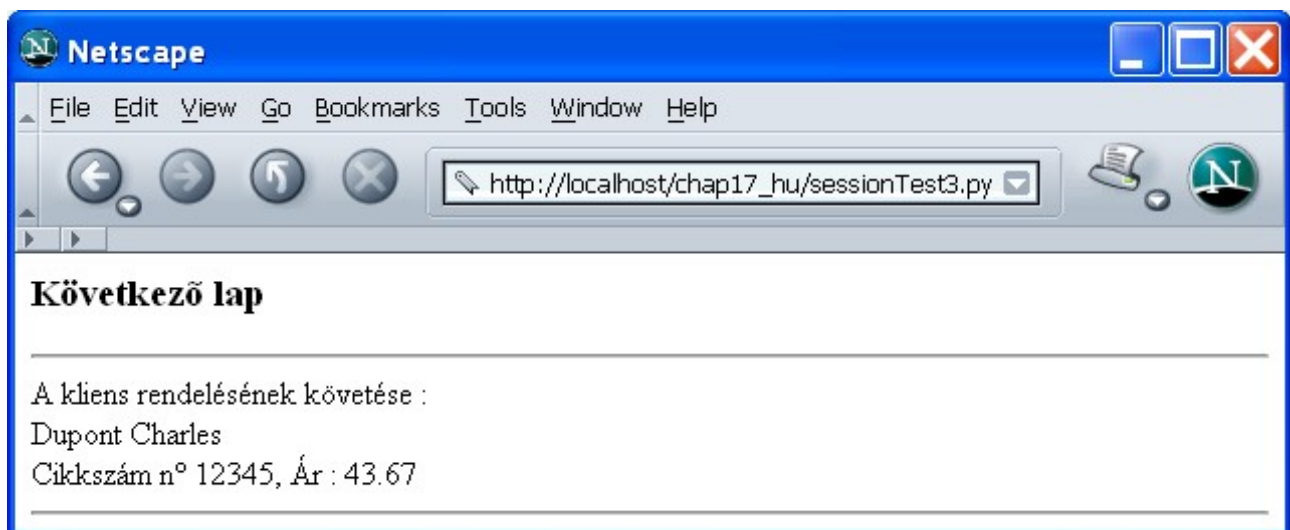 Netscape
File Edit View Go Bookmarks Tools Window Help
http://localhost/chap17_hu/sessionTest3.py
N
Következõ lap
A kliens rendelésének követése :
Dupont Charles
Cikkszám n° 12345, Ár : 43.67